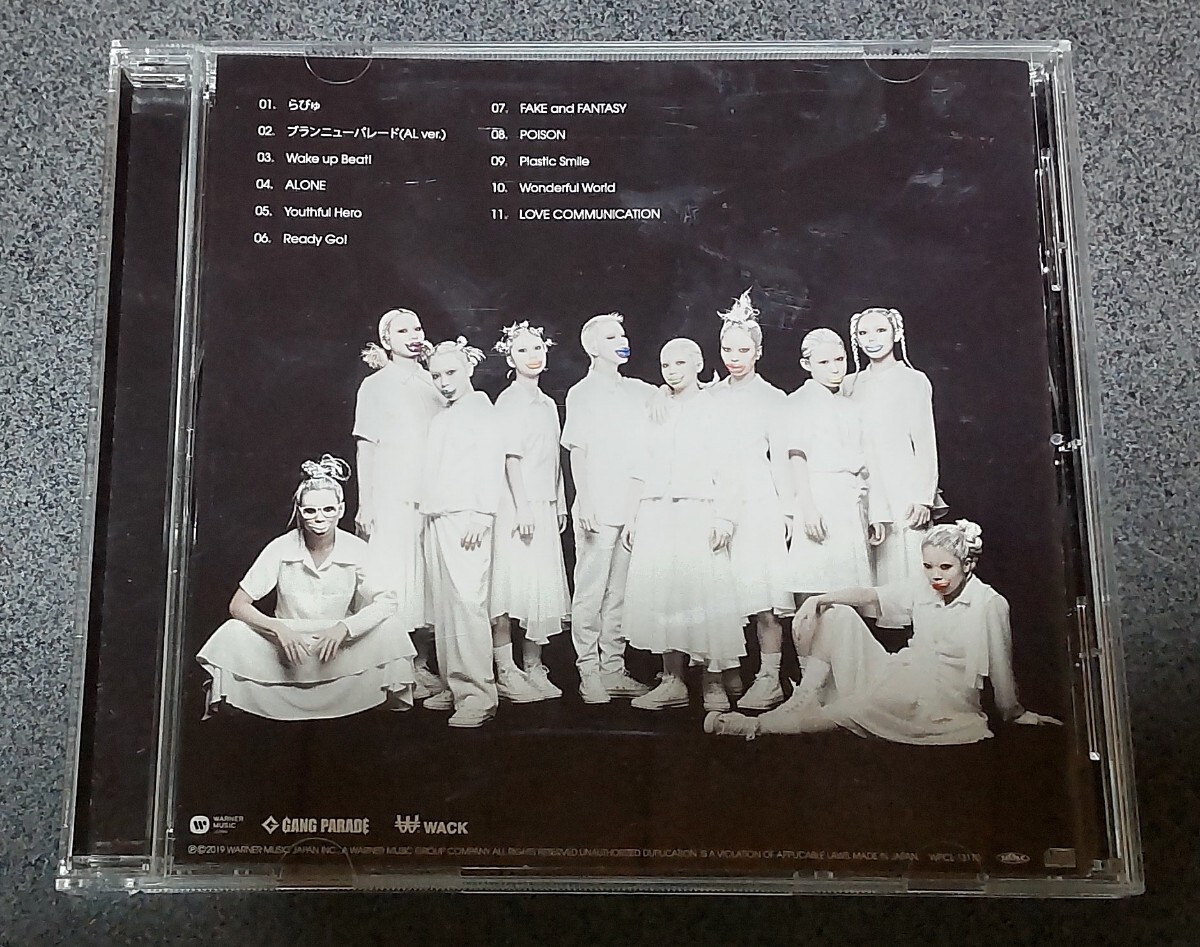 01. らびゅ
02. ブランニューパレード(AL ver.)
03. Wake up Beat!
04. ALONE
05. Youthful Hero
06. Ready Go!
07. FAKE and FANTASY
08. POISON
09. Plastic Smile
10. Wonderful World
11. LOVE COMMUNICATION
WARNER MUSIC JAPAN
GANG PARADE
WACK
℗©2019 WARNER MUSIC JAPAN INC., A WARNER MUSIC GROUP COMPANY. ALL RIGHTS RESERVED. UNAUTHORIZED DUPLICATION IS A VIOLATION OF APPLICABLE LAWS. MADE IN JAPAN.